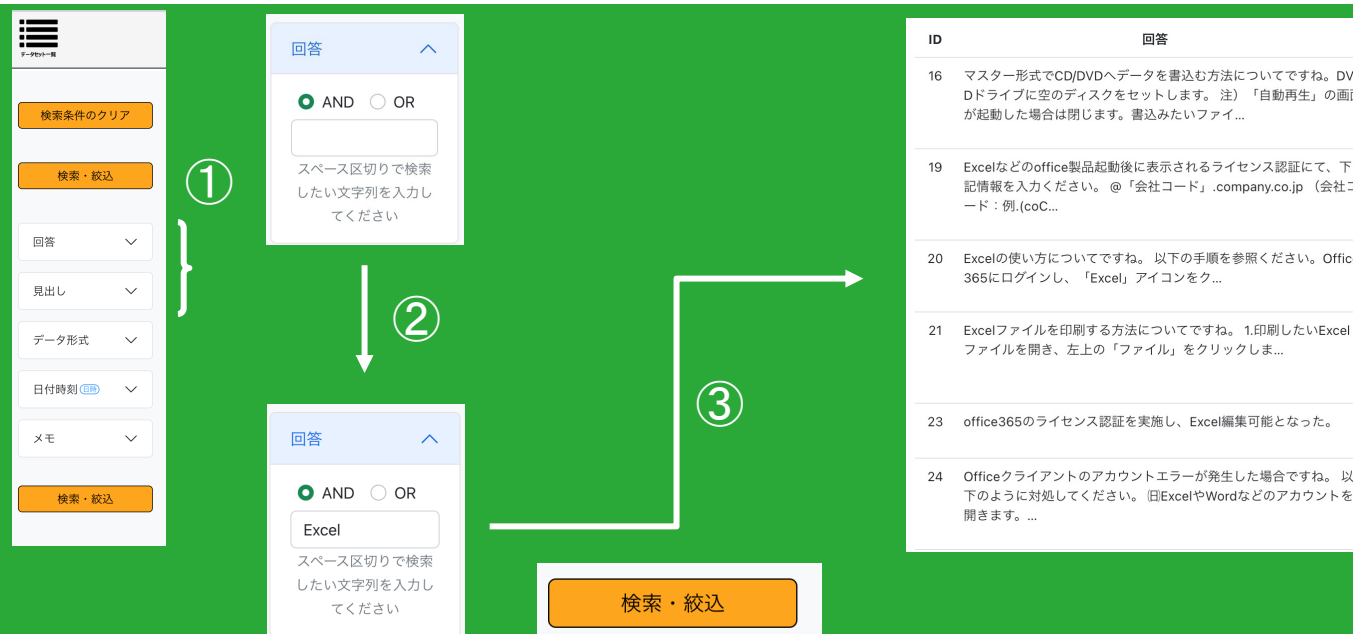 データセット一覧
検索条件のクリア
検索・絞込
回答
見出し
データ形式
日付時刻 日時
メモ
検索・絞込
①
回答
AND OR
スペース区切りで検索
したい文字列を入力し
てください
②
回答
AND OR
Excel
スペース区切りで検索
したい文字列を入力し
てください
検索・絞込
③
ID 回答
16 マスター形式でCD/DVDへデータを書込む方法についてですね。DV
Dドライブに空のディスクをセットします。 注）「自動再生」の画面
が起動した場合は閉じます。書込みたいファイ...
19 Excelなどのoffice製品起動後に表示されるライセンス認証にて、下
記情報を入力ください。 @「会社コード」.company.co.jp （会社コ
ード：例.(coC...
20 Excelの使い方についてですね。 以下の手順を参照ください。Office
365にログインし、「Excel」アイコンをク...
21 Excelファイルを印刷する方法についてですね。 1.印刷したいExcel
ファイルを開き、左上の「ファイル」をクリックしま...
23 office365のライセンス認証を実施し、Excel編集可能となった。
24 Officeクライアントのアカウントエラーが発生した場合ですね。 以
下のように対処してください。 ㈰ExcelやWordなどのアカウントを
開きます。...